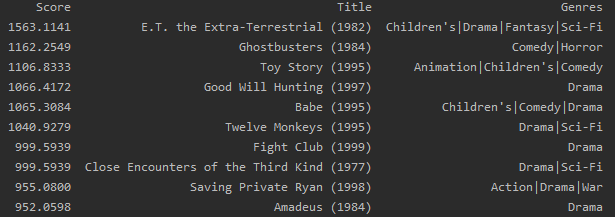 Score Title Genres
1563.1141 E.T. the Extra-Terrestrial (1982) Children's|Drama|Fantasy|Sci-Fi
1162.2549 Ghostbusters (1984) Comedy|Horror
1106.8333 Toy Story (1995) Animation|Children's|Comedy
1066.4172 Good Will Hunting (1997) Drama
1065.3084 Babe (1995) Children's|Comedy|Drama
1040.9279 Twelve Monkeys (1995) Drama|Sci-Fi
999.5939 Fight Club (1999) Drama
999.5939 Close Encounters of the Third Kind (1977) Drama|Sci-Fi
955.0800 Saving Private Ryan (1998) Action|Drama|War
952.0598 Amadeus (1984) Drama